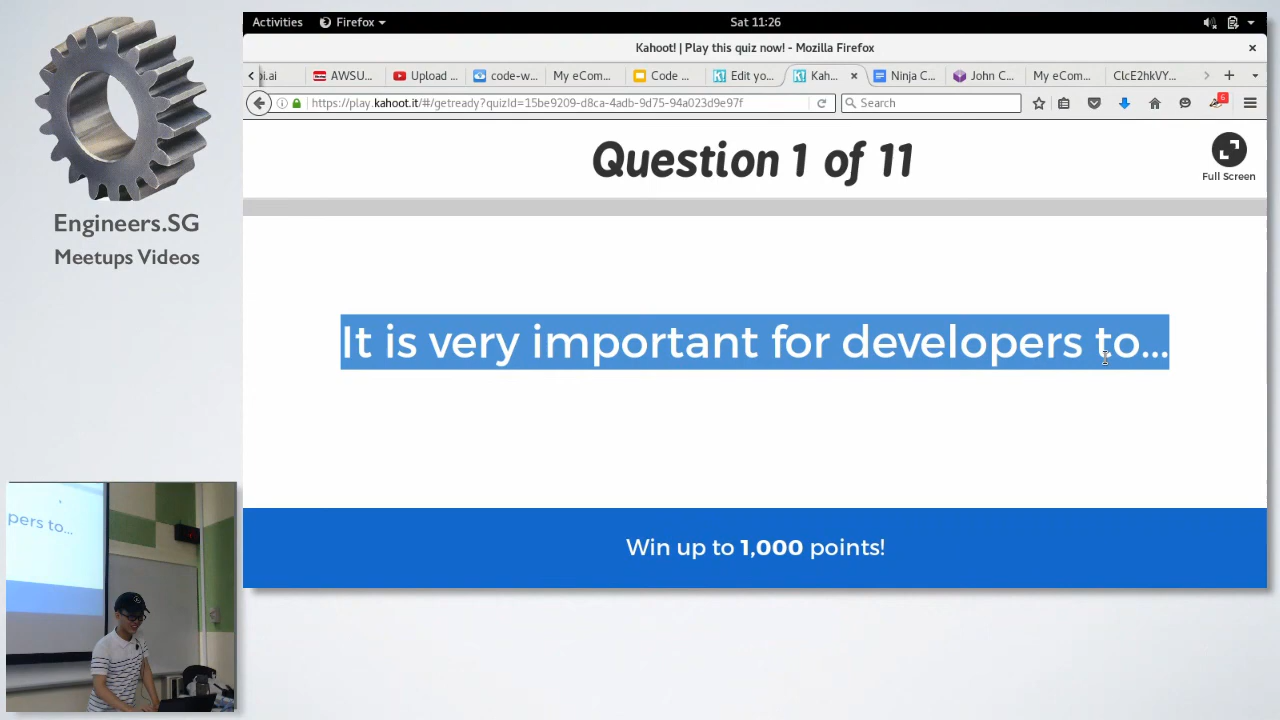 Activities Firefox Sat 11:26
Kahoot! | Play this quiz now! - Mozilla Firefox
pi.ai AWSU... Upload ... code-w... My eCom... Code ... Edit yo... Kah... Ninja C... John C... My eCom... ClcE2hkVY...
https://play.kahoot.it/#/getready?quizId=15be9209-d8ca-4adb-9d75-94a023d9e97f Search 6
Question 1 of 11
Full Screen
It is very important for developers to...
Win up to 1,000 points!
Engineers.SG
Meetups Videos
pers to...